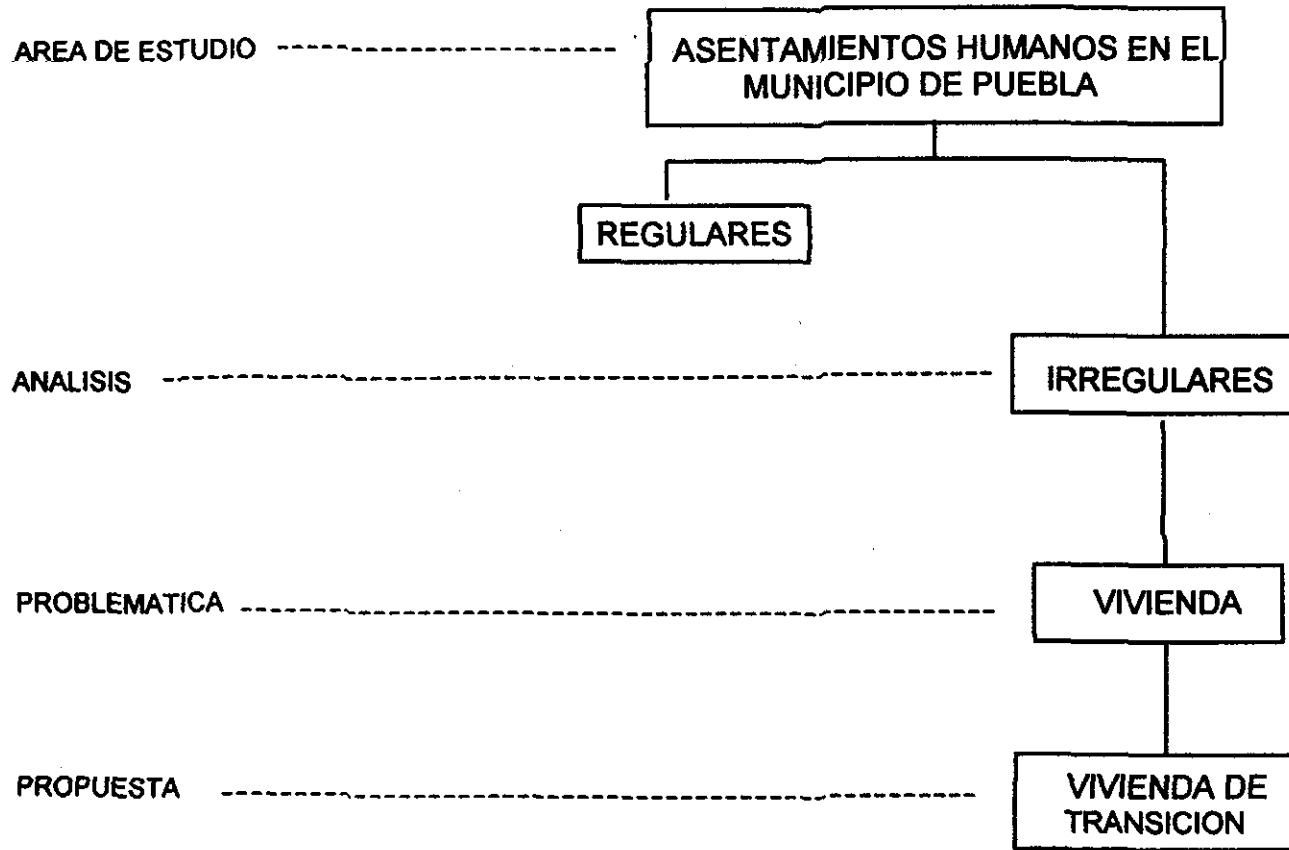 AREA DE ESTUDIO
ASENTAMIENTOS HUMANOS EN EL
MUNICIPIO DE PUEBLA
REGULARES
ANALISIS
IRREGULARES
PROBLEMATICA
VIVIENDA
PROPUESTA
VIVIENDA DE
TRANSICION